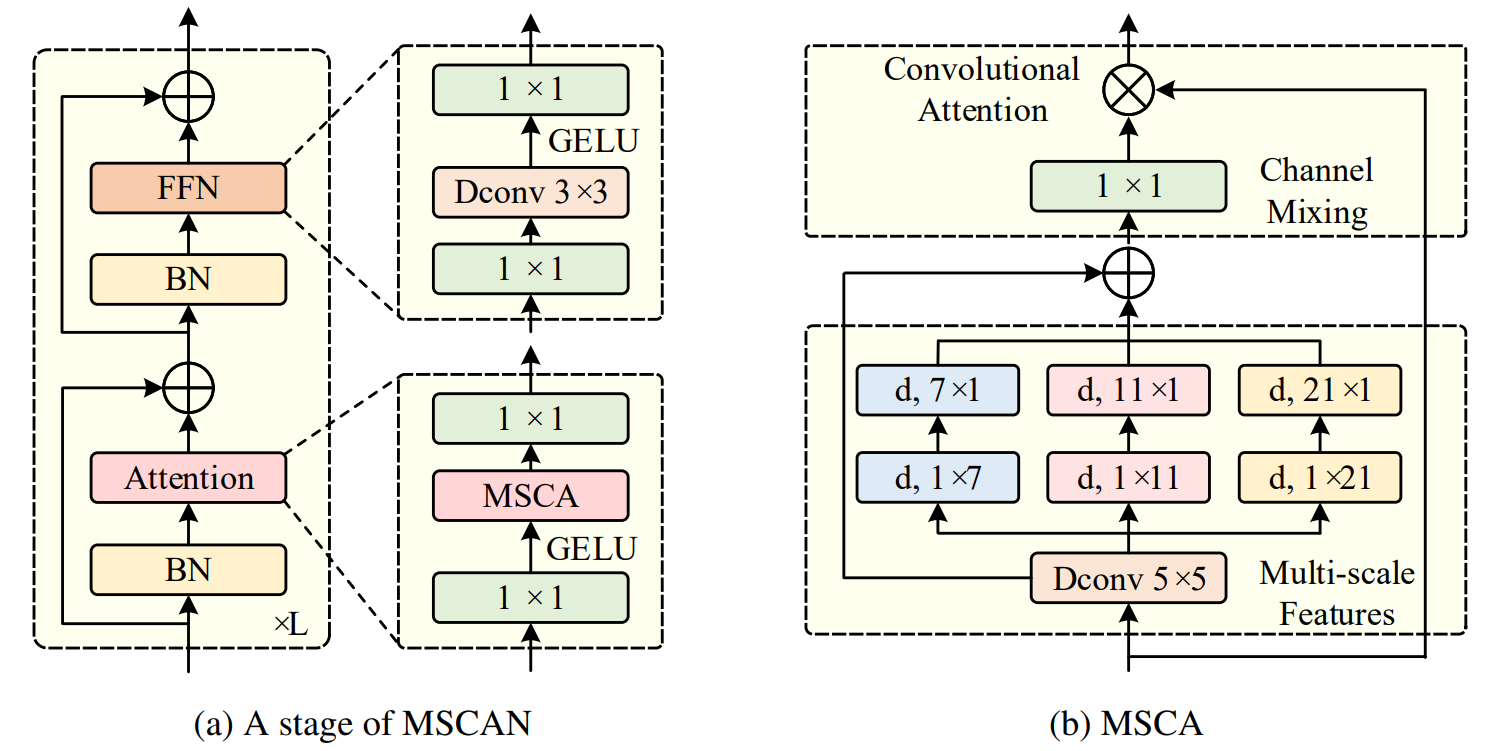 FFN
BN
Attention
BN
×L
1 ×1
GELU
Dconv 3×3
1 ×1
1 ×1
MSCA
GELU
1 ×1
(a) A stage of MSCAN
Convolutional
Attention
1 ×1
Channel
Mixing
d, 7×1
d, 11×1
d, 21×1
d, 1×7
d, 1×11
d, 1×21
Dconv 5×5
Multi-scale
Features
(b) MSCA